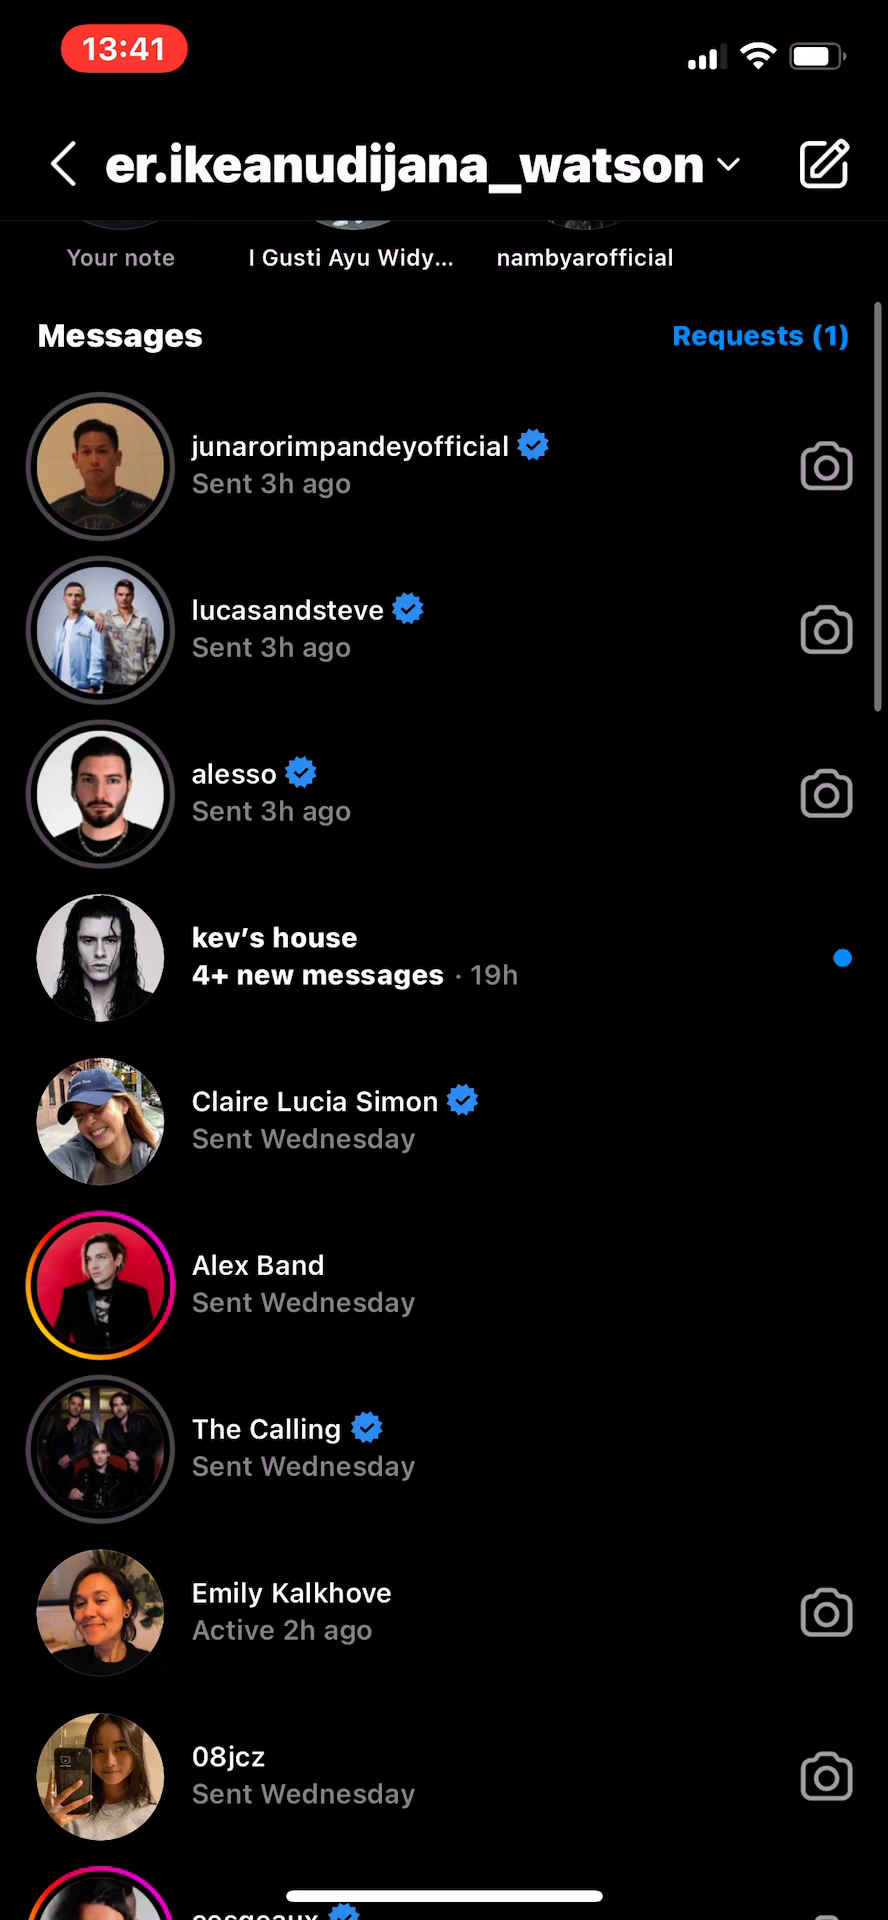 13:41
er.ikeanudijana_watson
Your note
I Gusti Ayu Widy...
nambyarofficial
Messages
Requests (1)
junarorimpandeyofficial
Sent 3h ago
lucasandsteve
Sent 3h ago
alesso
Sent 3h ago
kev’s house
4+ new messages · 19h
Claire Lucia Simon
Sent Wednesday
Alex Band
Sent Wednesday
The Calling
Sent Wednesday
Emily Kalkhove
Active 2h ago
08jcz
Sent Wednesday